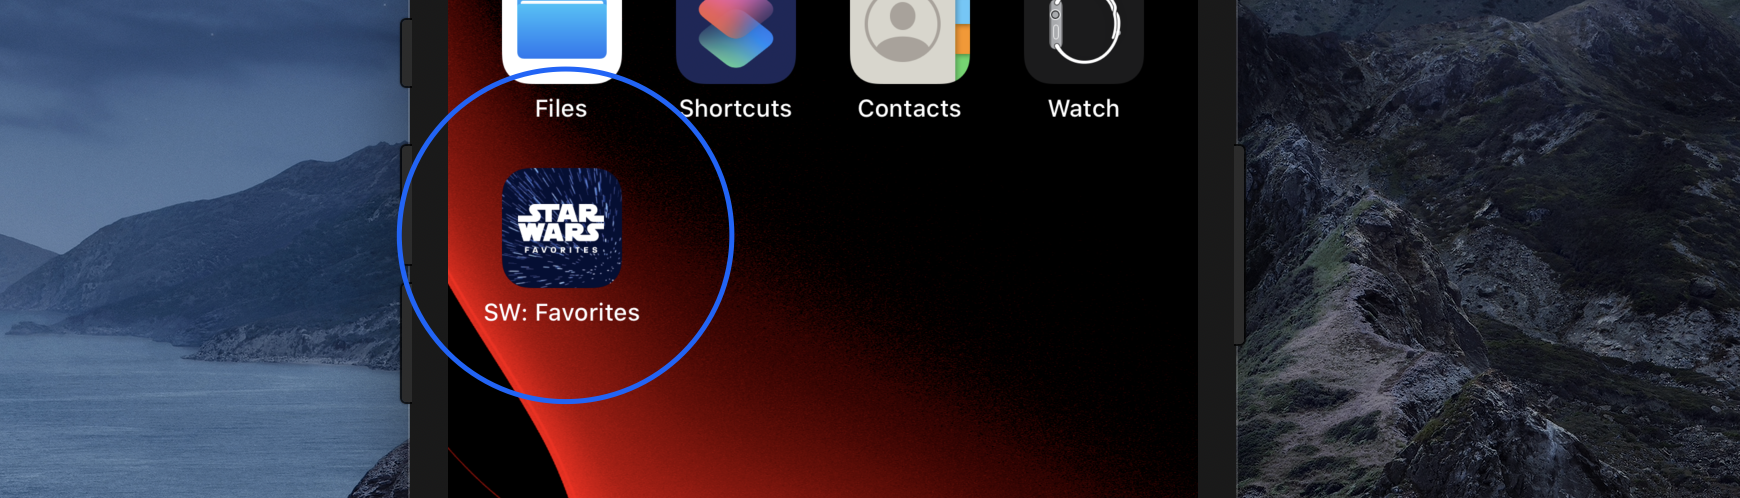 Files
Shortcuts
Contacts
Watch
STAR
WARS
FAVORITES
SW: Favorites